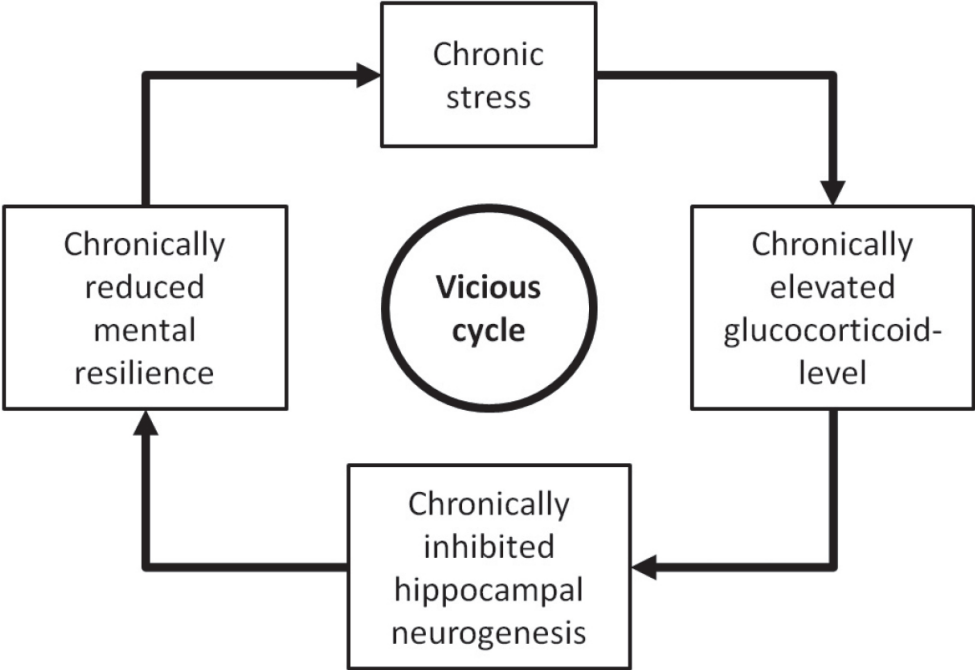 Chronic
stress
Chronically
reduced
mental
resilience
Vicious
cycle
Chronically
elevated
glucocorticoid-
level
Chronically
inhibited
hippocampal
neurogenesis